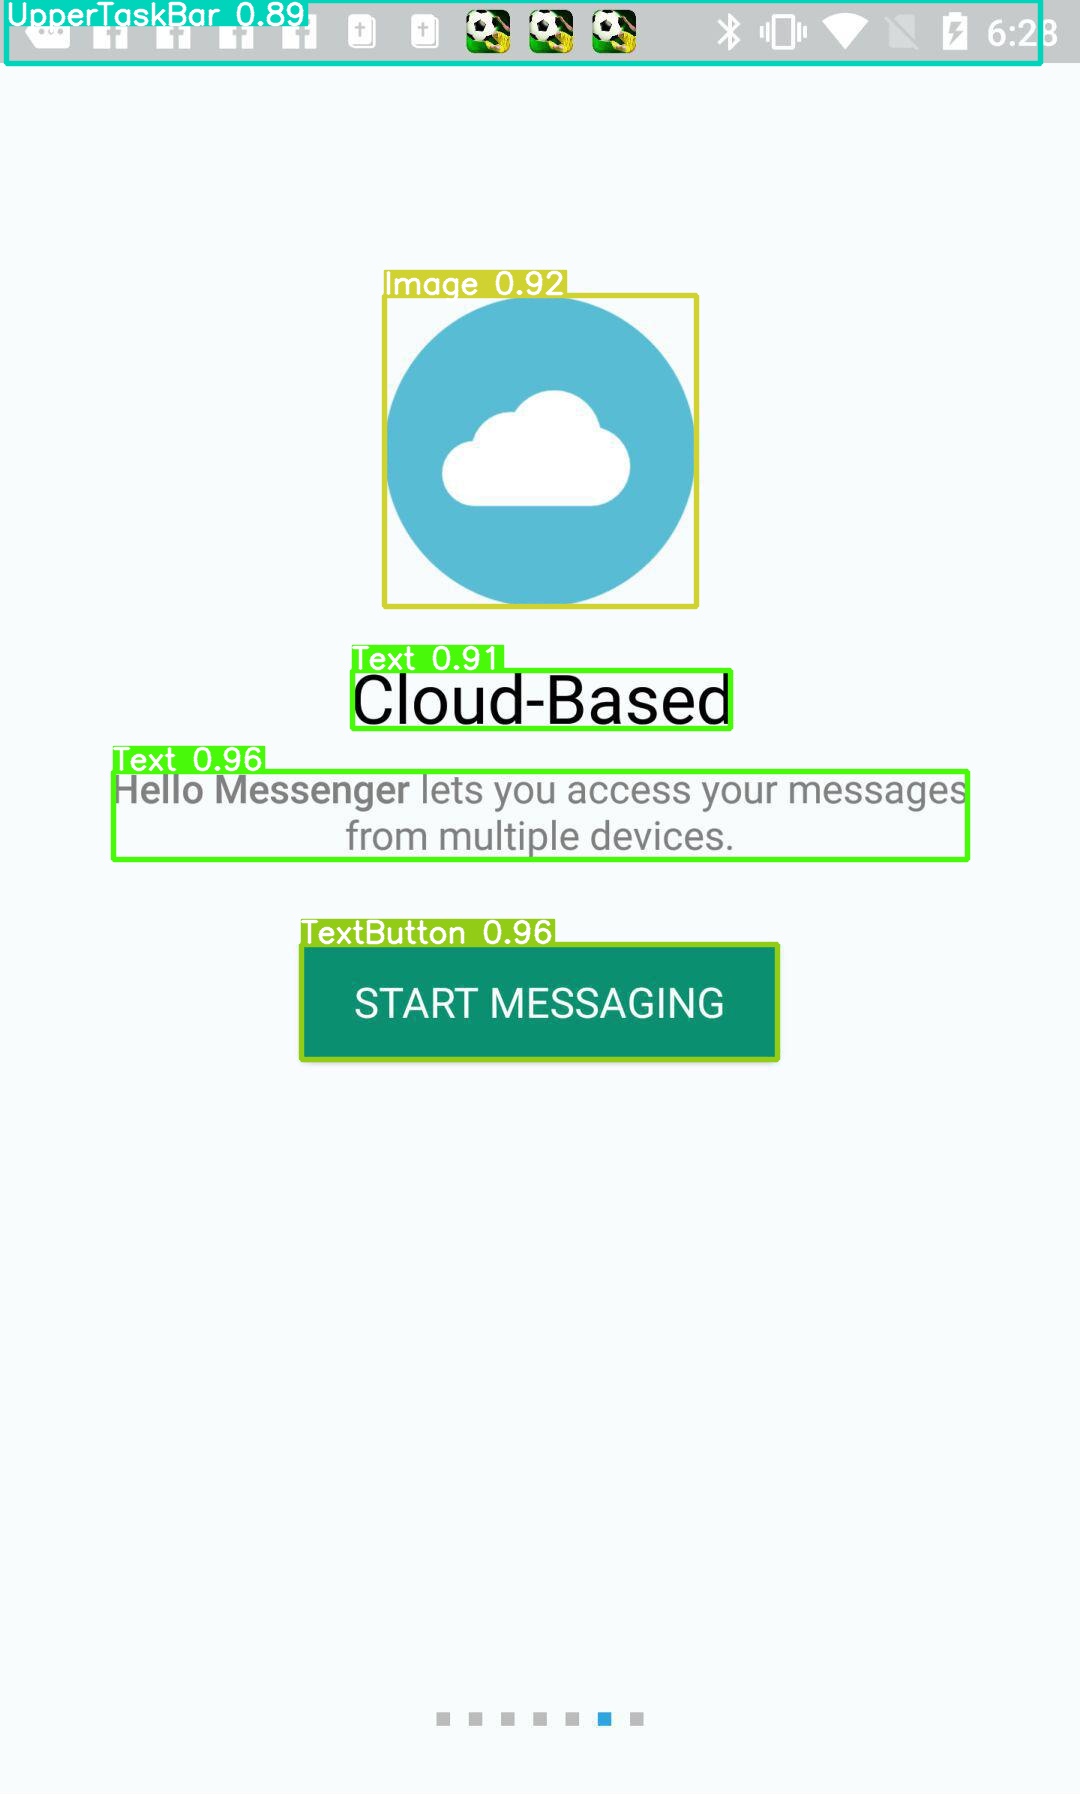 UpperTaskBar 0.89
6:28
Image 0.92
Text 0.91
Cloud-Based
Text 0.96
Hello Messenger lets you access your messages
from multiple devices.
TextButton 0.96
START MESSAGING